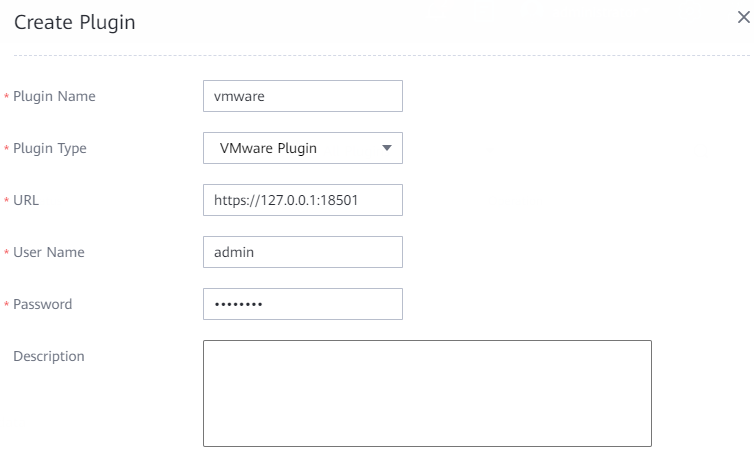 Create Plugin
* Plugin Name vmware
* Plugin Type VMware Plugin
* URL https://127.0.0.1:18501
* User Name admin
* Password ••••••••
Description